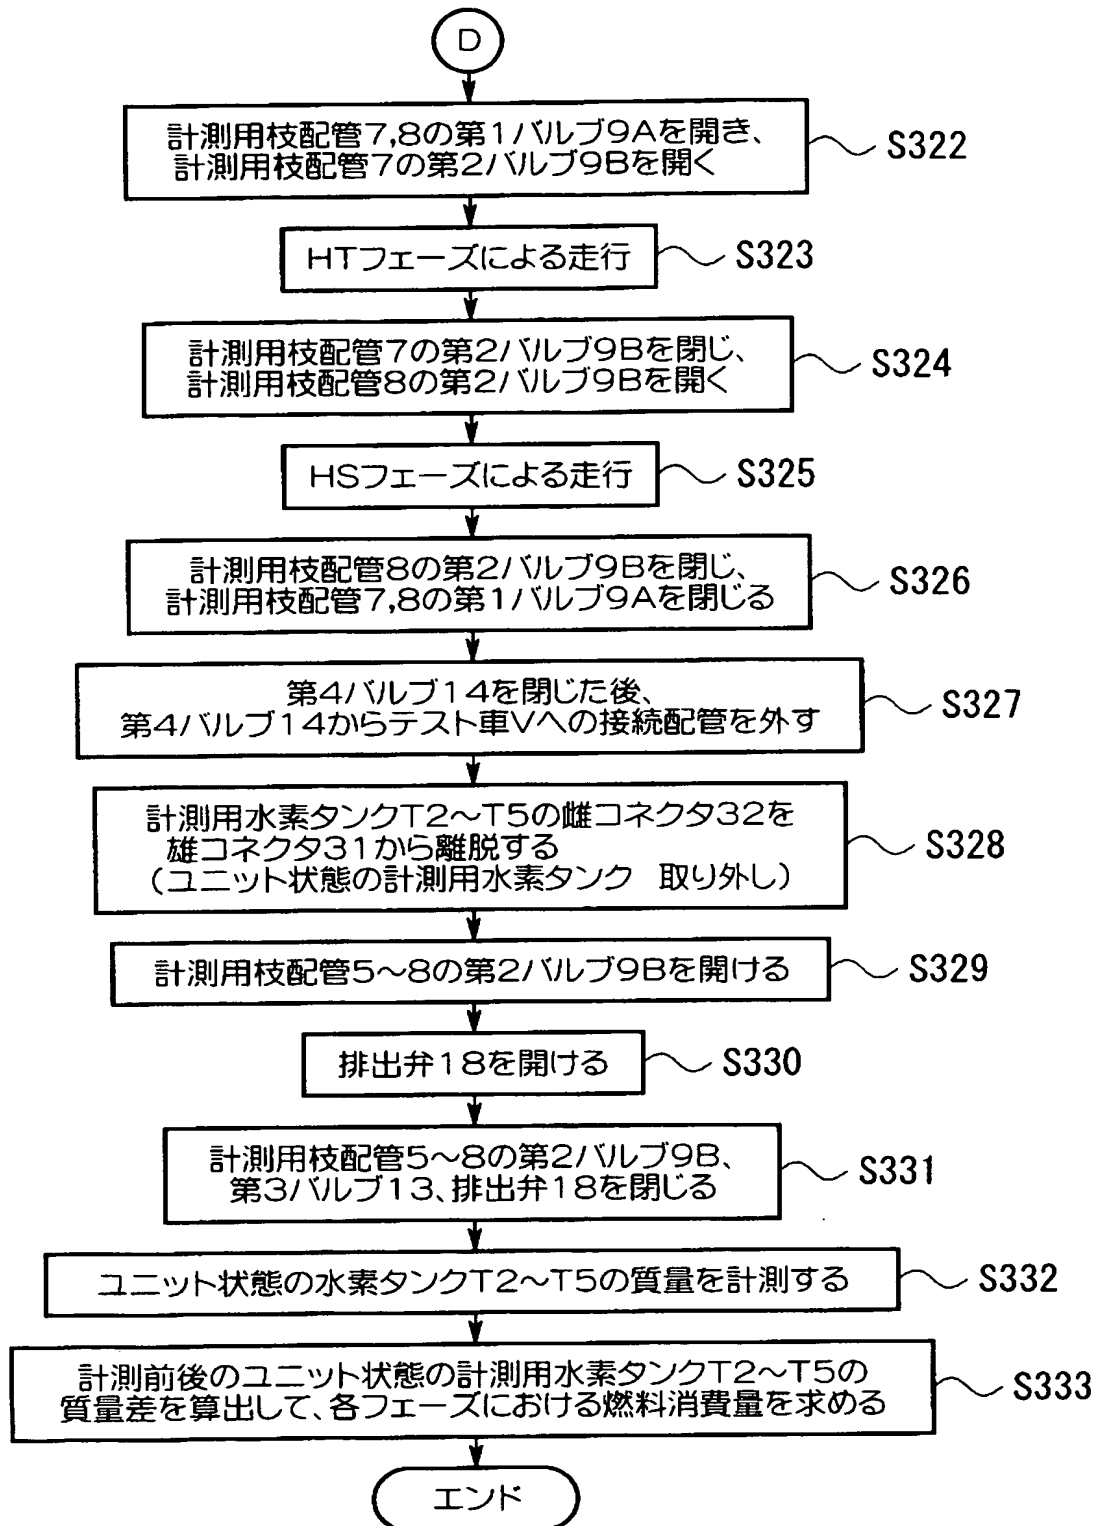 D
計測用枝配管7,8の第1バルブ9Aを開き、
計測用枝配管7の第2バルブ9Bを開く
S322
HTフェーズによる走行
S323
計測用枝配管7の第2バルブ9Bを閉じ、
計測用枝配管8の第2バルブ9Bを開く
S324
HSフェーズによる走行
S325
計測用枝配管8の第2バルブ9Bを閉じ、
計測用枝配管7,8の第1バルブ9Aを閉じる
S326
第4バルブ14を閉じた後、
第4バルブ14からテスト車Vへの接続配管を外す
S327
計測用水素タンクT2～T5の雌コネクタ32を
雄コネクタ31から離脱する
(ユニット状態の計測用水素タンク 取り外し)
S328
計測用枝配管5～8の第2バルブ9Bを開ける
S329
排出弁18を開ける
S330
計測用枝配管5～8の第2バルブ9B、
第3バルブ13、排出弁18を閉じる
S331
ユニット状態の水素タンクT2～T5の質量を計測する
S332
計測前後のユニット状態の計測用水素タンクT2～T5の
質量差を算出して、各フェーズにおける燃料消費量を求める
S333
エンド